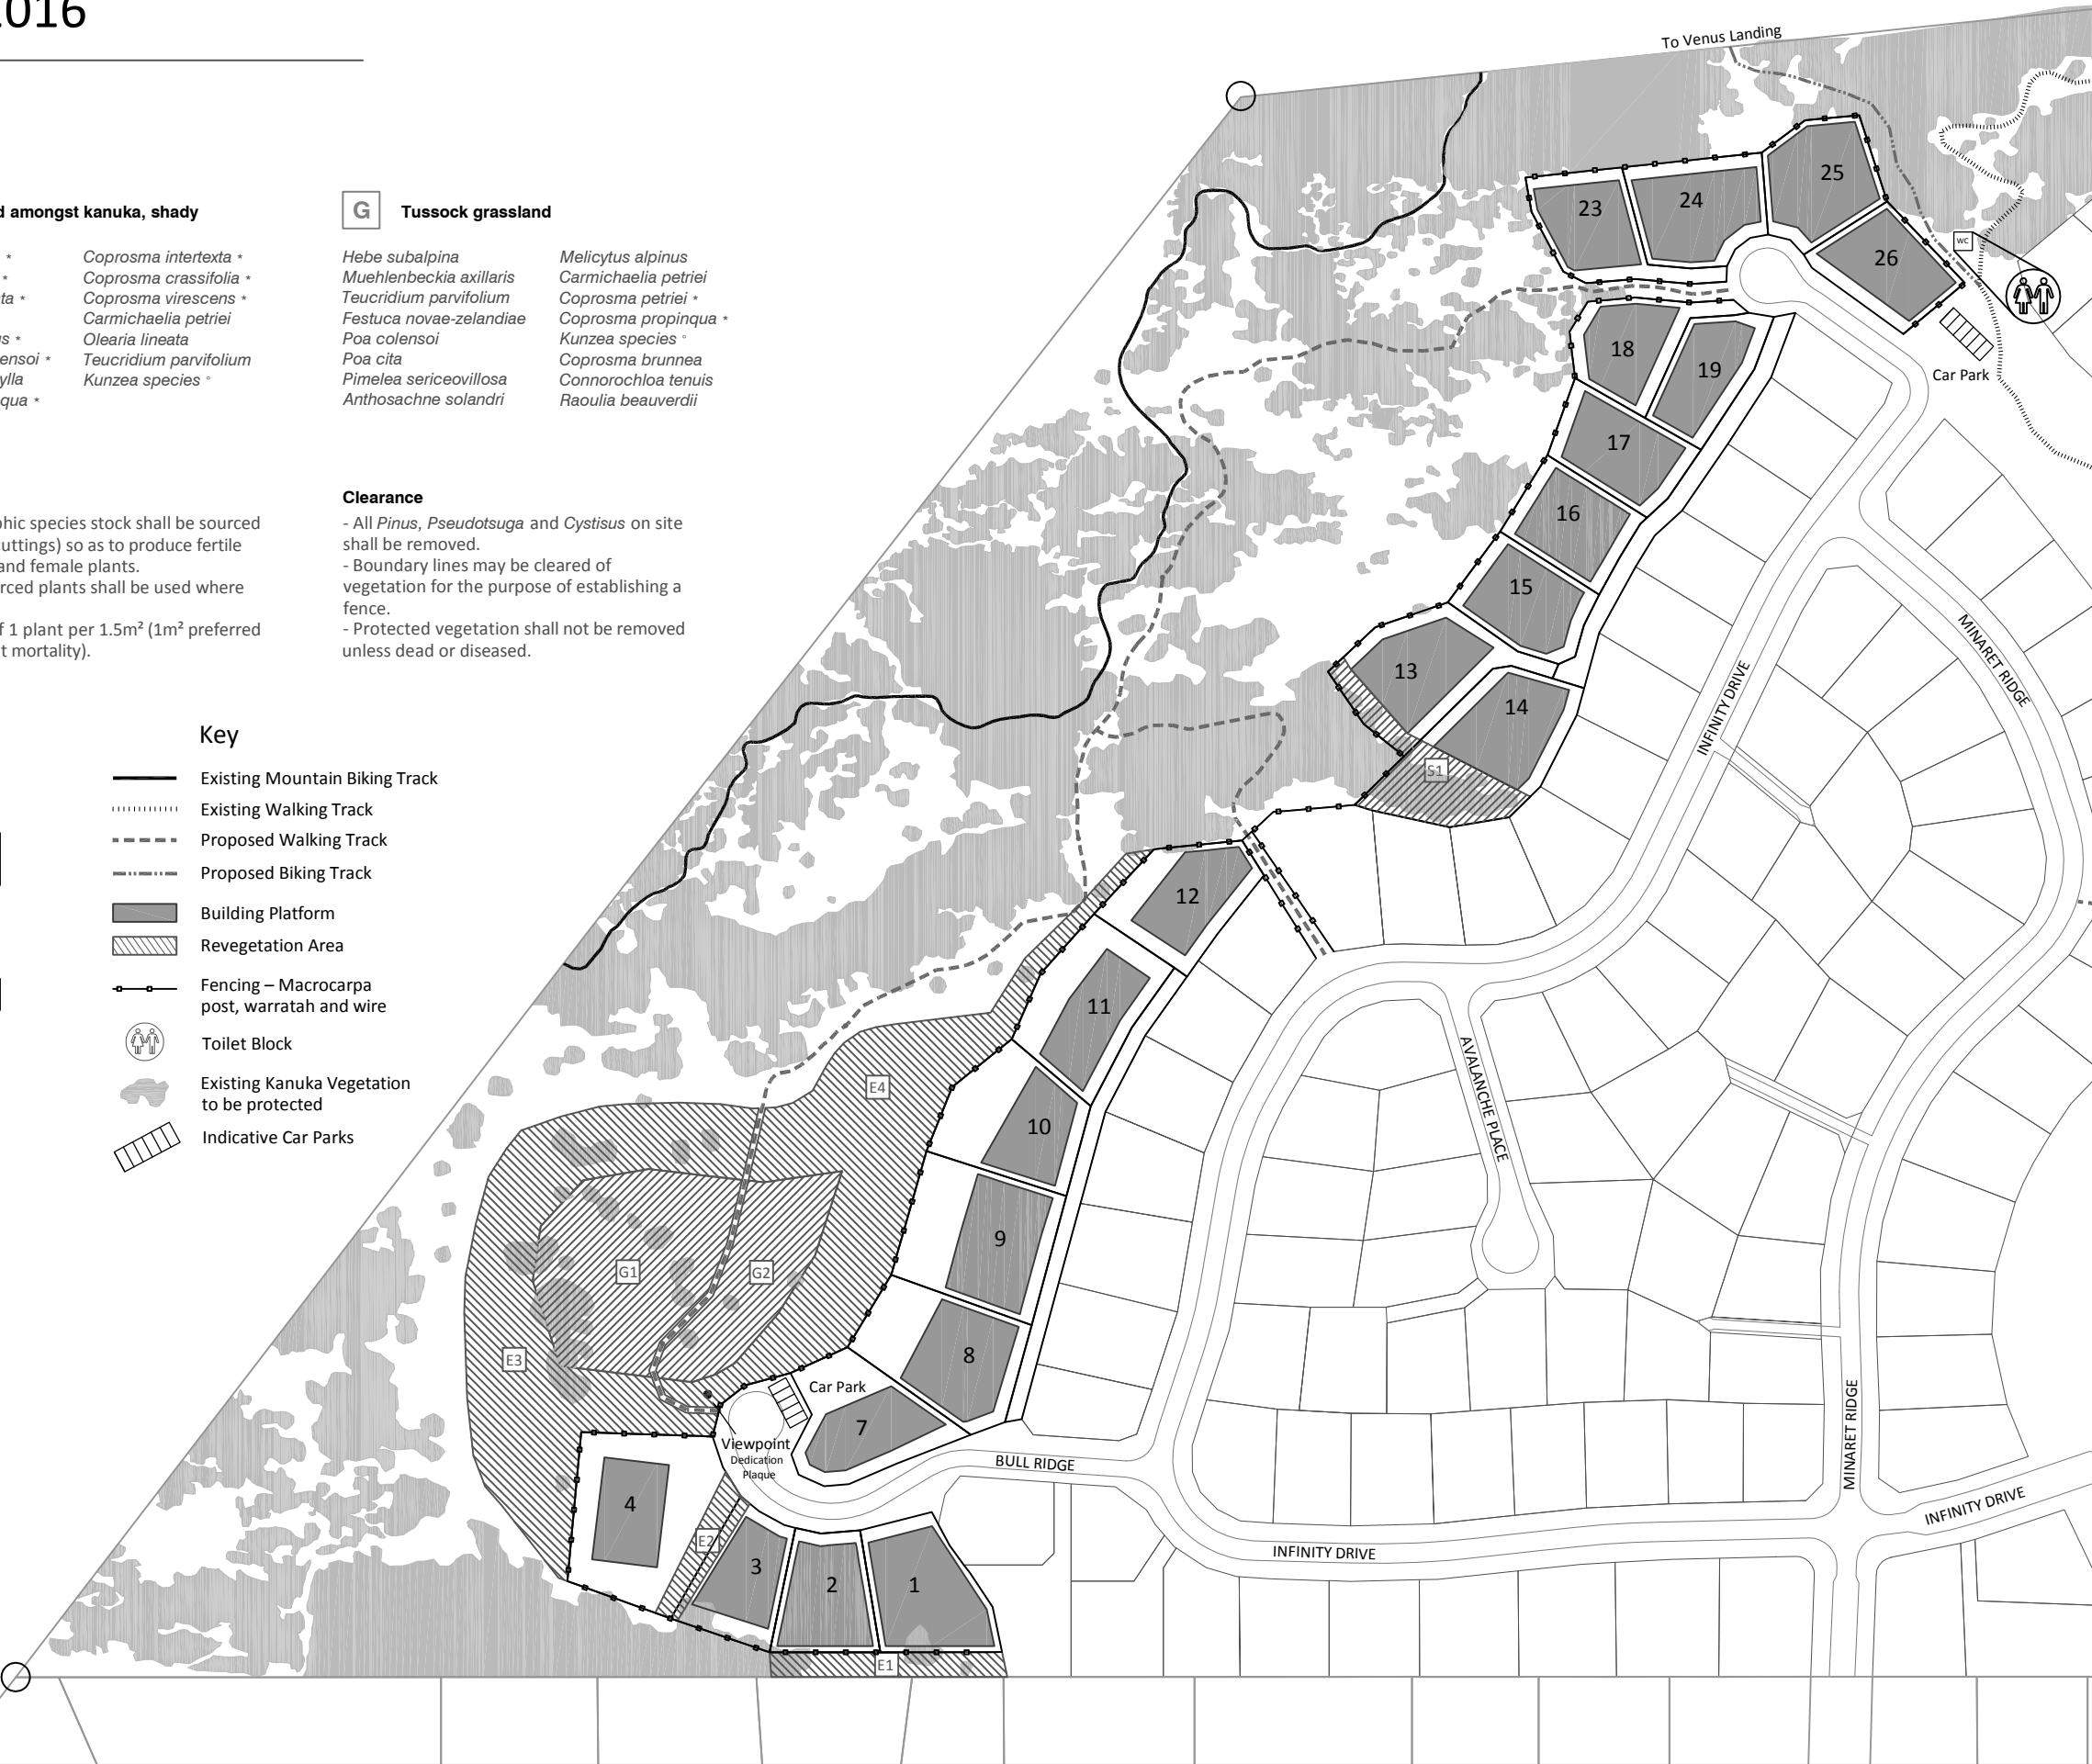 2016
d amongst kanuka, shady
*
*
ta *
s *
ensoi *
ylla
qua *
Coprosma intertexta *
Coprosma crassifolia *
Coprosma virescens *
Carmichaelia petriei
Olearia lineata
Teucridium parvifolium
Kunzea species °
G
Tussock grassland
Hebe subalpina
Muehlenbeckia axillaris
Teucridium parvifolium
Festuca novae-zelandiae
Poa colensoi
Poa cita
Pimelea sericeovillosa
Anthosachne solandri
Melicytus alpinus
Carmichaelia petriei
Coprosma petriei *
Coprosma propinqua *
Kunzea species °
Coprosma brunnea
Connorochloa tenuis
Raoulia beauverdii
phic species stock shall be sourced
cuttings) so as to produce fertile
and female plants.
rced plants shall be used where
f 1 plant per 1.5m² (1m² preferred
t mortality).
Clearance
- All Pinus, Pseudotsuga and Cystisus on site
shall be removed.
- Boundary lines may be cleared of
vegetation for the purpose of establishing a
fence.
- Protected vegetation shall not be removed
unless dead or diseased.
Key
Existing Mountain Biking Track
Existing Walking Track
Proposed Walking Track
Proposed Biking Track
Building Platform
Revegetation Area
Fencing – Macrocarpa
post, warratah and wire
Toilet Block
Existing Kanuka Vegetation
to be protected
Indicative Car Parks
To Venus Landing
25
24
23
26
WC
Car Park
18
19
17
16
15
13
14
S1
12
11
10
9
8
7
E4
G1
G2
E3
Car Park
Viewpoint
Dedication
Plaque
4
E2
3
2
1
E1
BULL RIDGE
INFINITY DRIVE
AVALANCHE PLACE
INFINITY DRIVE
MINARET RIDGE
MINARET RIDGE
INFINITY DRIVE